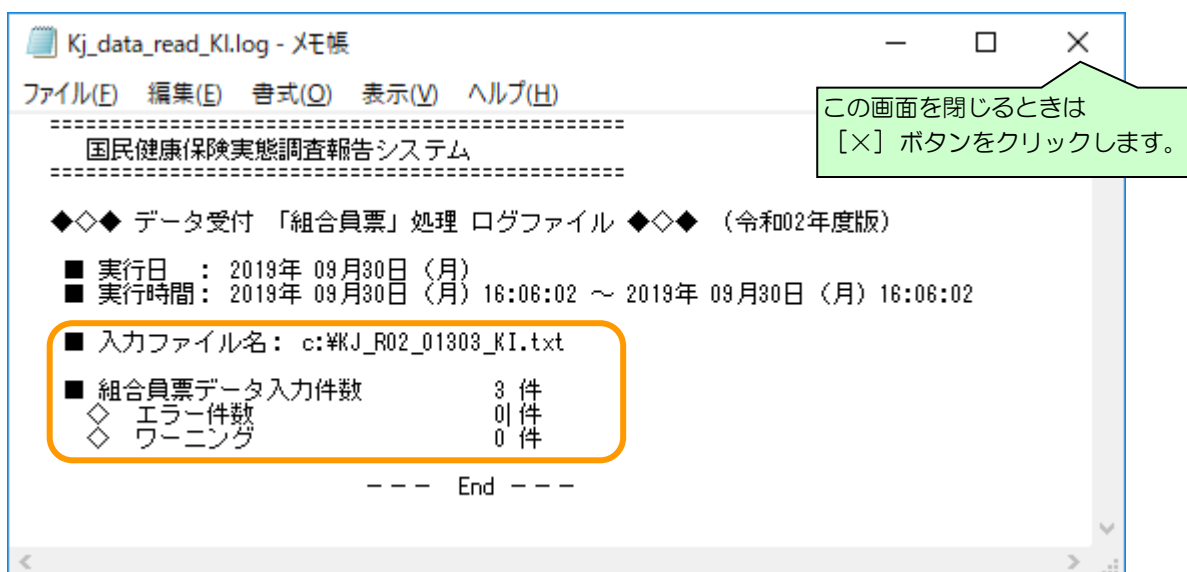 Kj_data_read_KI.log - メモ帳
ファイル(F) 編集(E) 書式(O) 表示(V) ヘルプ(H)
この画面を閉じるときは
［×］ボタンをクリックします。
================================================
国民健康保険実態調査報告システム
================================================
◆◇◆ データ受付 「組合員票」処理 ログファイル ◆◇◆ （令和02年度版）
■ 実行日 ： 2019年 09月30日（月）
■ 実行時間： 2019年 09月30日（月）16:06:02 ～ 2019年 09月30日（月）16:06:02
■ 入力ファイル名： c:¥KJ_R02_01303_KI.txt
■ 組合員票データ入力件数 3 件
◇ エラー件数 0 件
◇ ワーニング 0 件
－－－ End －－－